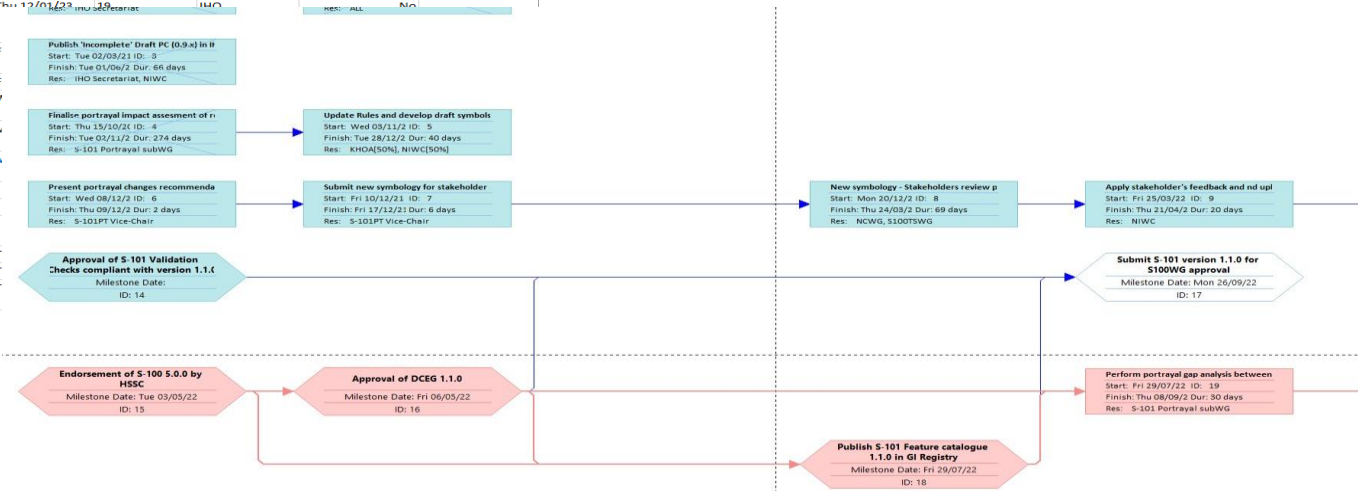 Thu 12/01/23 19 IHO No
Res: IHO Secretariat
Res: ALL
Publish 'Incomplete' Draft PC (0.9.x) in
Start: Tue 02/03/21 ID: 3
Finish: Tue 01/06/2 Dur: 66 days
Res: IHO Secretariat, NIWC
Finalise portrayal impact assesment of
Start: Thu 15/10/2( ID: 4
Finish: Tue 02/11/2 Dur: 274 days
Res: S-101 Portrayal subWG
Update Rules and develop draft symbols
Start: Wed 03/11/2 ID: 5
Finish: Tue 28/12/2 Dur: 40 days
Res: KHOA[50%], NIWC[50%]
Present portrayal changes recommenda
Start: Wed 08/12/2 ID: 6
Finish: Thu 09/12/2 Dur: 2 days
Res: S-101PT Vice-Chair
Submit new symbology for stakeholder
Start: Fri 10/12/21 ID: 7
Finish: Fri 17/12/21 Dur: 6 days
Res: S-101PT Vice-Chair
New symbology - Stakeholders review p
Start: Mon 20/12/2 ID: 8
Finish: Thu 24/03/2 Dur: 69 days
Res: NCWG, S100TSWG
Apply stakeholder's feedback and nd upl
Start: Fri 25/03/22 ID: 9
Finish: Thu 21/04/2 Dur: 20 days
Res: NIWC
Approval of S-101 Validation
Checks compliant with version 1.1.0
Milestone Date:
ID: 14
Submit S-101 version 1.1.0 for
S100WG approval
Milestone Date: Mon 26/09/22
ID: 17
Endorsement of S-100 5.0.0 by
HSSC
Milestone Date: Tue 03/05/22
ID: 15
Approval of DCEG 1.1.0
Milestone Date: Fri 06/05/22
ID: 16
Perform portrayal gap analysis between
Start: Fri 29/07/22 ID: 19
Finish: Thu 08/09/2 Dur: 30 days
Res: S-101 Portrayal subWG
Publish S-101 Feature catalogue
1.1.0 in GI Registry
Milestone Date: Fri 29/07/22
ID: 18